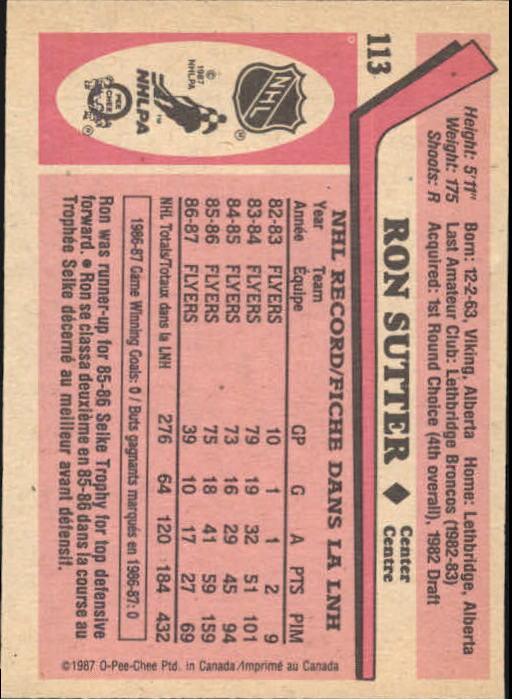 113
Height: 5'11" Born: 12-2-63, Viking, Alberta Home: Lethbridge, Alberta
Weight: 175 Last Amateur Club: Lethbridge Broncos (1982-83)
Shoots: R Acquired: 1st Round Choice (4th overall), 1982 Draft
RON SUTTER ◆ Center
Centre
NHL RECORD/FICHE DANS LA LNH
Year Team GP G A PTS PIM
Année Équipe
82-83 FLYERS 10 1 1 2 9
83-84 FLYERS 79 19 32 51 101
84-85 FLYERS 73 16 29 45 94
85-86 FLYERS 75 18 41 59 159
86-87 FLYERS 39 10 17 27 69
NHL Totals/Totaux dans la LNH 276 64 120 184 432
1986-87 Game Winning Goals: 0 / Buts gagnants marqués en 1986-87: 0
Ron was runner-up for 85-86 Selke Trophy for top defensive
forward. ● Ron se classa deuxième en 85-86 dans la course au
Trophée Selke décerné au meilleur avant défensif.
NHL
©
1987
NHLPA
NHLPA
™
O PEE CHEE
®
©1987 O-Pee-Chee Ptd. in Canada/Imprimé au Canada